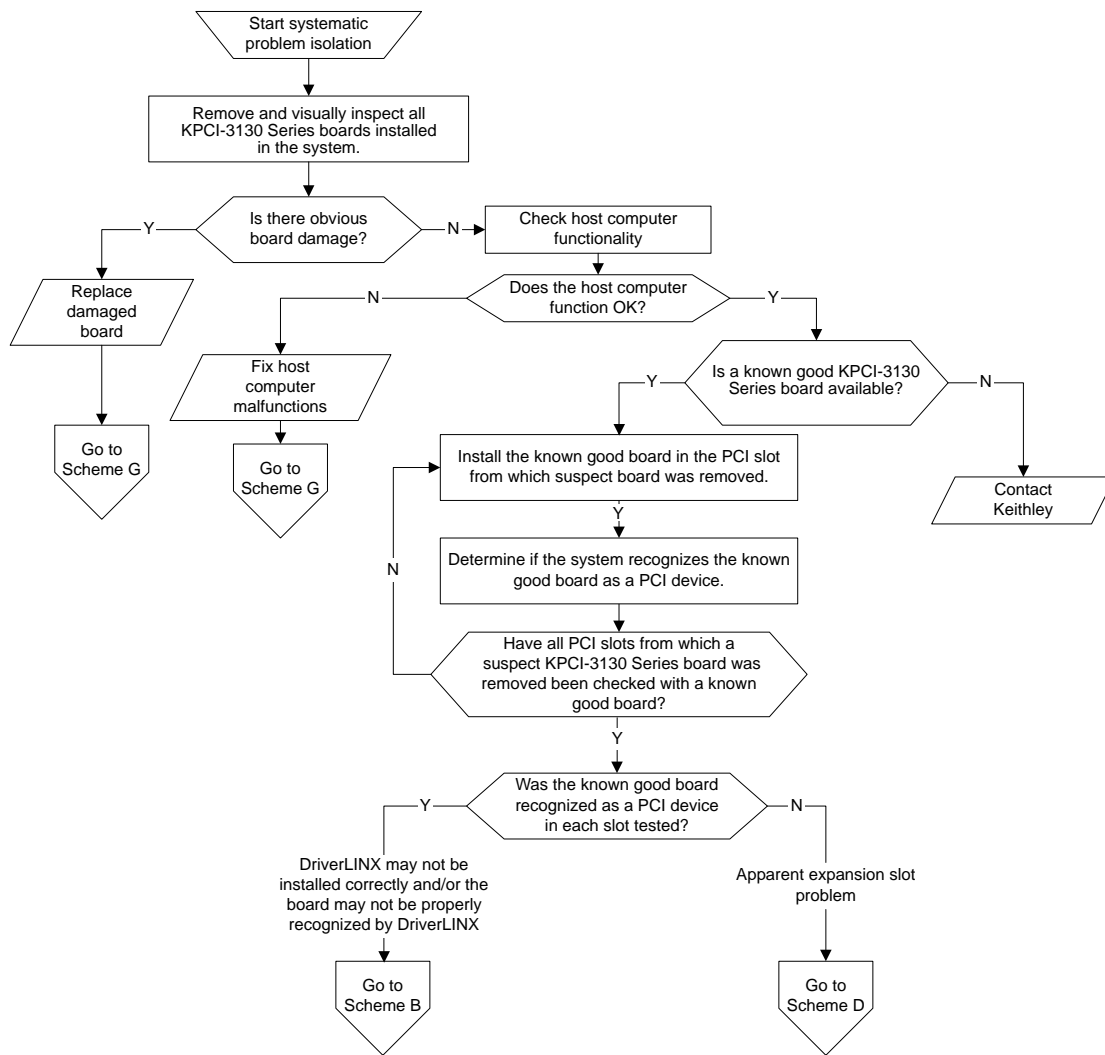 Start systematic
problem isolation
Remove and visually inspect all
KPCI-3130 Series boards installed
in the system.
Is there obvious
board damage?
Y
N
Check host computer
functionality
Replace
damaged
board
Does the host computer
function OK?
N
Y
Go to
Scheme G
Fix host
computer
malfunctions
Go to
Scheme G
Is a known good KPCI-3130
Series board available?
Y
N
Install the known good board in the PCI slot
from which suspect board was removed.
Contact
Keithley
Y
Determine if the system recognizes the known
good board as a PCI device.
N
Have all PCI slots from which a
suspect KPCI-3130 Series board was
removed been checked with a known
good board?
Y
Was the known good board
recognized as a PCI device
in each slot tested?
Y
N
DriverLINX may not be
installed correctly and/or the
board may not be properly
recognized by DriverLINX
Apparent expansion slot
problem
Go to
Scheme B
Go to
Scheme D